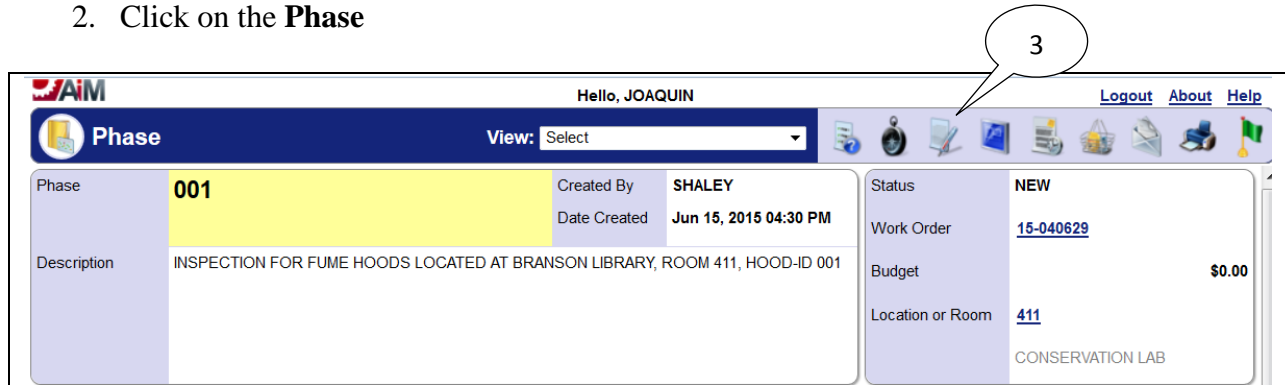 2. Click on the Phase
3
AiM
Hello, JOAQUIN
Logout About Help
Phase
View: Select
Phase 001
Created By SHALEY
Date Created Jun 15, 2015 04:30 PM
Description INSPECTION FOR FUME HOODS LOCATED AT BRANSON LIBRARY, ROOM 411, HOOD-ID 001
Status NEW
Work Order 15-040629
Budget $0.00
Location or Room 411
CONSERVATION LAB